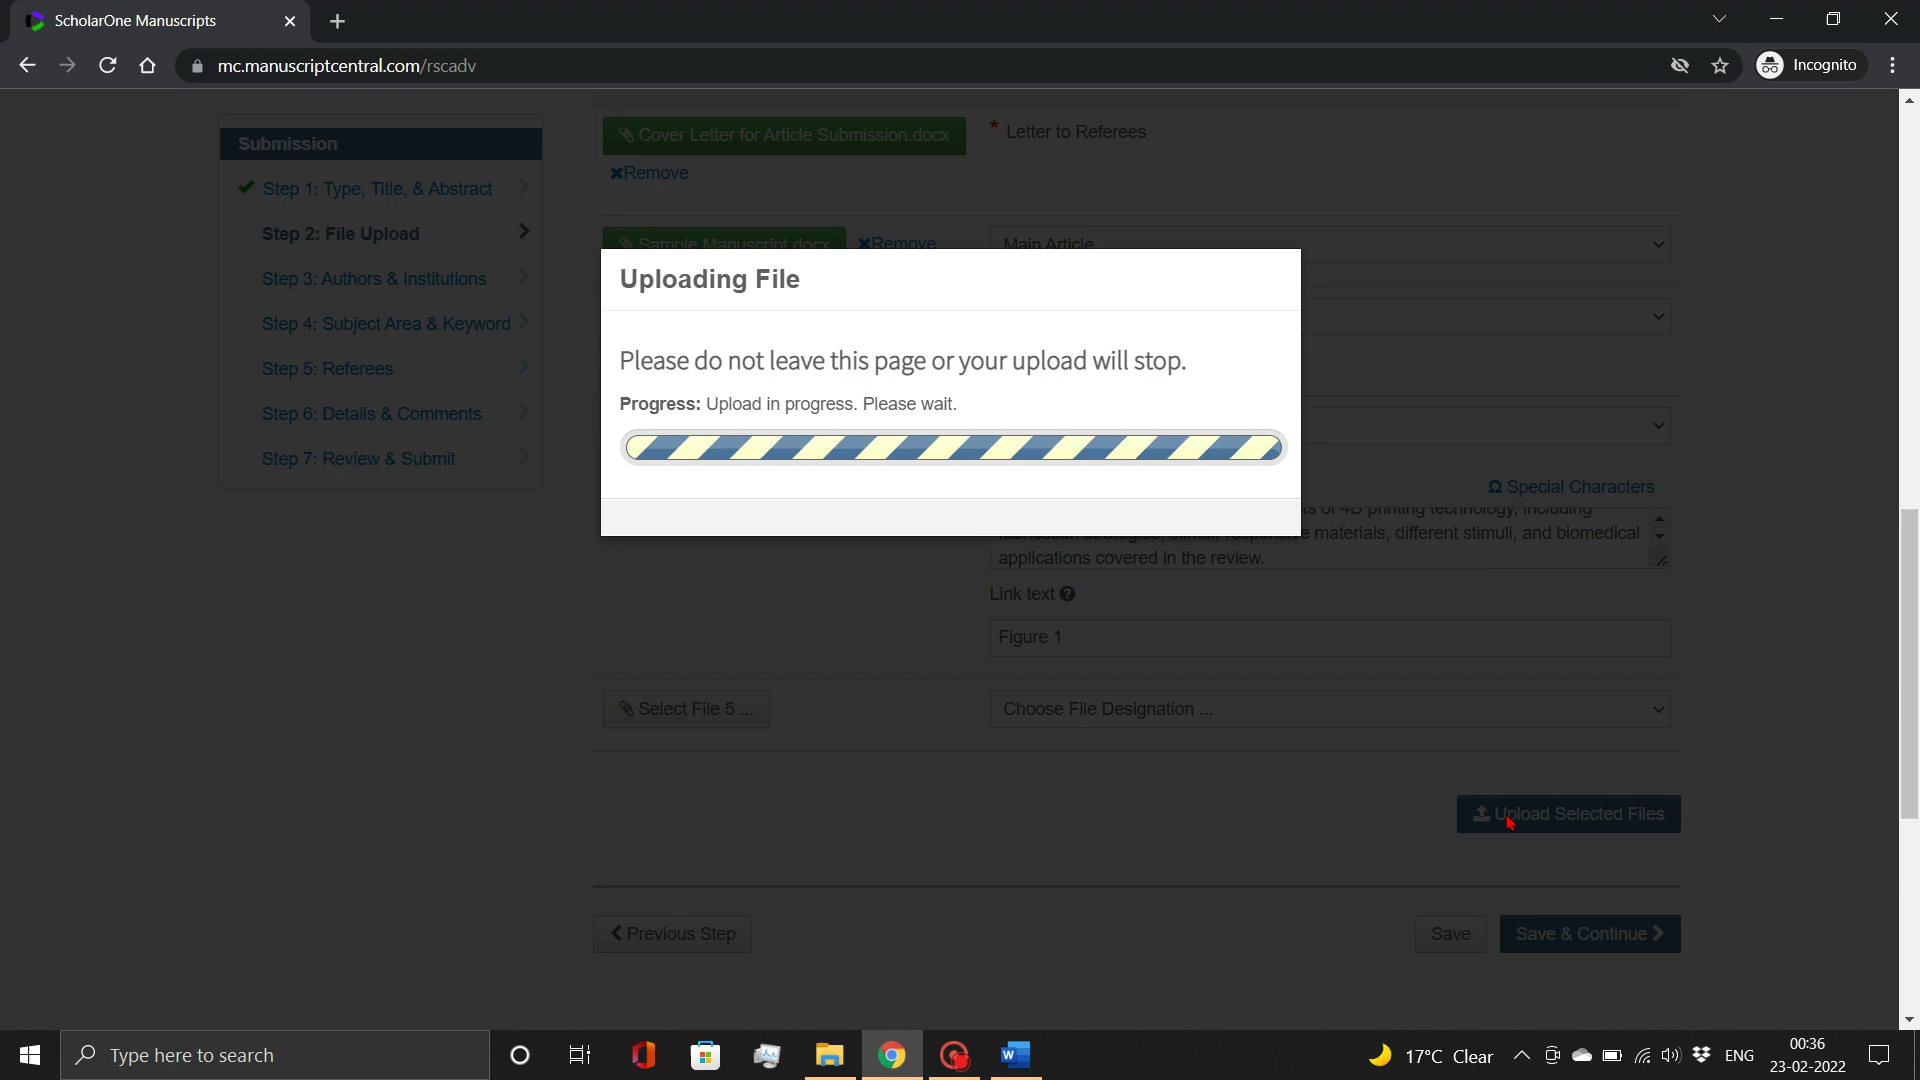 ScholarOne Manuscripts
mc.manuscriptcentral.com/rscadv
Incognito
Submission
Step 1: Type, Title, & Abstract
Step 2: File Upload
Step 3: Authors & Institutions
Step 4: Subject Area & Keyword
Step 5: Referees
Step 6: Details & Comments
Step 7: Review & Submit
Cover Letter for Article Submission.docx
* Letter to Referees
Remove
Sample Manuscript.docx
Remove
Main Article
Uploading File
Please do not leave this page or your upload will stop.
Progress: Upload in progress. Please wait.
Special Characters
ts of 4D printing technology, including
fabrication strategies, stimuli responsive materials, different stimuli, and biomedical
applications covered in the review.
Link text
Figure 1
Select File 5 ...
Choose File Designation ...
Upload Selected Files
Previous Step
Save
Save & Continue
Type here to search
17°C Clear
ENG
00:36
23-02-2022